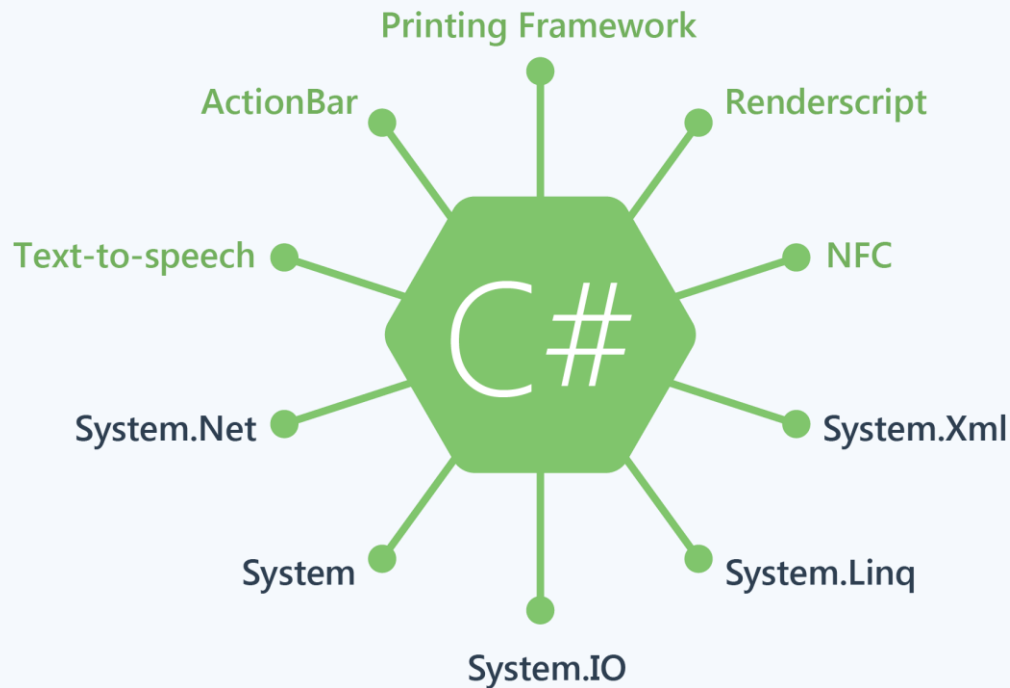 Printing Framework
ActionBar
Renderscript
Text-to-speech
NFC
C#
System.Net
System.Xml
System
System.Linq
System.IO